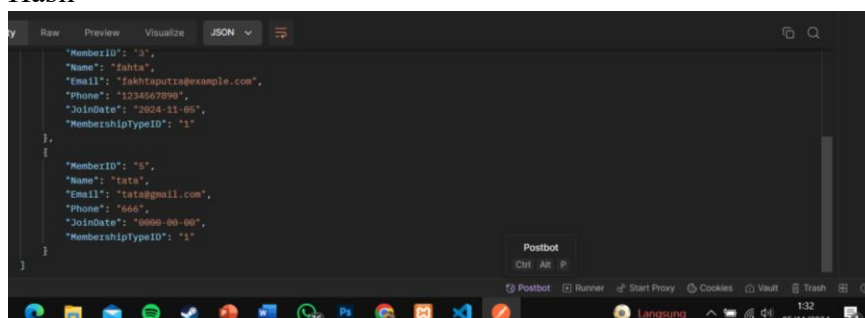 ty Raw Preview Visualize JSON
"MemberID": "3",
"Name": "fahta",
"Email": "fakhtaputra@example.com",
"Phone": "1234567890",
"JoinDate": "2024-11-05",
"MembershipTypeID": "1"
},
{
"MemberID": "5",
"Name": "tata",
"Email": "tata@gmail.com",
"Phone": "666",
"JoinDate": "0000-00-00",
"MembershipTypeID": "1"
}
]
Postbot
Ctrl Alt P
Postbot Runner Start Proxy Cookies Vault Trash
Ps
Langsung 1:32